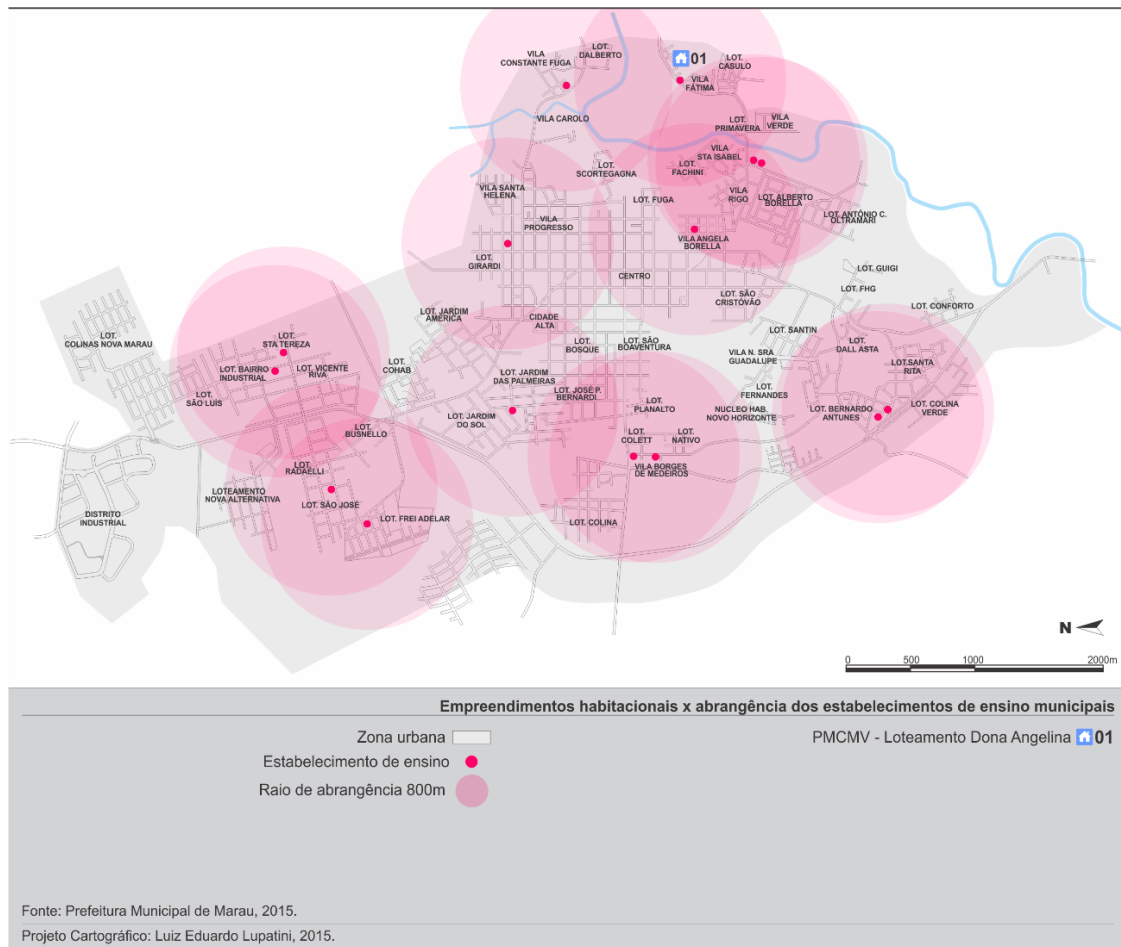 LOT.
DALBERTO
VILA
CONSTANTE FUGA
01
LOT.
CASULO
VILA
FÁTIMA
VILA CAROLO
LOT.
PRIMAVERA
VILA
VERDE
VILA
STA ISABEL
LOT.
FACHINI
LOT.
SCORTEGAGNA
VILA SANTA
HELENA
LOT. FUGA
VILA
RIGO
LOT. ALBERTO
BORELLA
LOT. ANTÔNIO C.
OLTRAMARI
VILA
PROGRESSO
VILA ANGELA
BORELLA
LOT.
GIRARDI
CENTRO
LOT. GUIGI
LOT. FHG
LOT. SÃO
CRISTÓVÃO
LOT. CONFORTO
LOT. JARDIM
AMÉRICA
CIDADE
ALTA
LOT. SANTIN
LOT.
COLINAS NOVA MARAU
LOT.
STA TEREZA
LOT.
BOSQUE
LOT. SÃO
BOAVENTURA
LOT.
DALL ASTA
VILA N. SRA
GUADALUPE
LOT.SANTA
RITA
LOT. BAIRRO
INDUSTRIAL
LOT. VICENTE
RIVA
LOT.
COHAB
LOT. JARDIM
DAS PALMEIRAS
LOT. JOSÉ P.
BERNARDI
LOT.
FERNANDES
LOT.
SÃO LUÍS
LOT.
PLANALTO
NUCLEO HAB.
NOVO HORIZONTE
LOT. BERNARDO
ANTUNES
LOT. COLINA
VERDE
LOT. JARDIM
DO SOL
LOT.
BUSNELLO
LOT.
COLETT
LOT.
NATIVO
VILA BORGES
DE MEDEIROS
LOT.
RADAELLI
LOTEAMENTO
NOVA ALTERNATIVA
LOT. SÃO JOSÉ
DISTRITO
INDUSTRIAL
LOT. FREI ADELAR
LOT. COLINA
N
0 500 1000 2000m
Empreendimentos habitacionais x abrangência dos estabelecimentos de ensino municipais
Zona urbana
PMCMV - Loteamento Dona Angelina 01
Estabelecimento de ensino
Raio de abrangência 800m
Fonte: Prefeitura Municipal de Marau, 2015.
Projeto Cartográfico: Luiz Eduardo Lupatini, 2015.